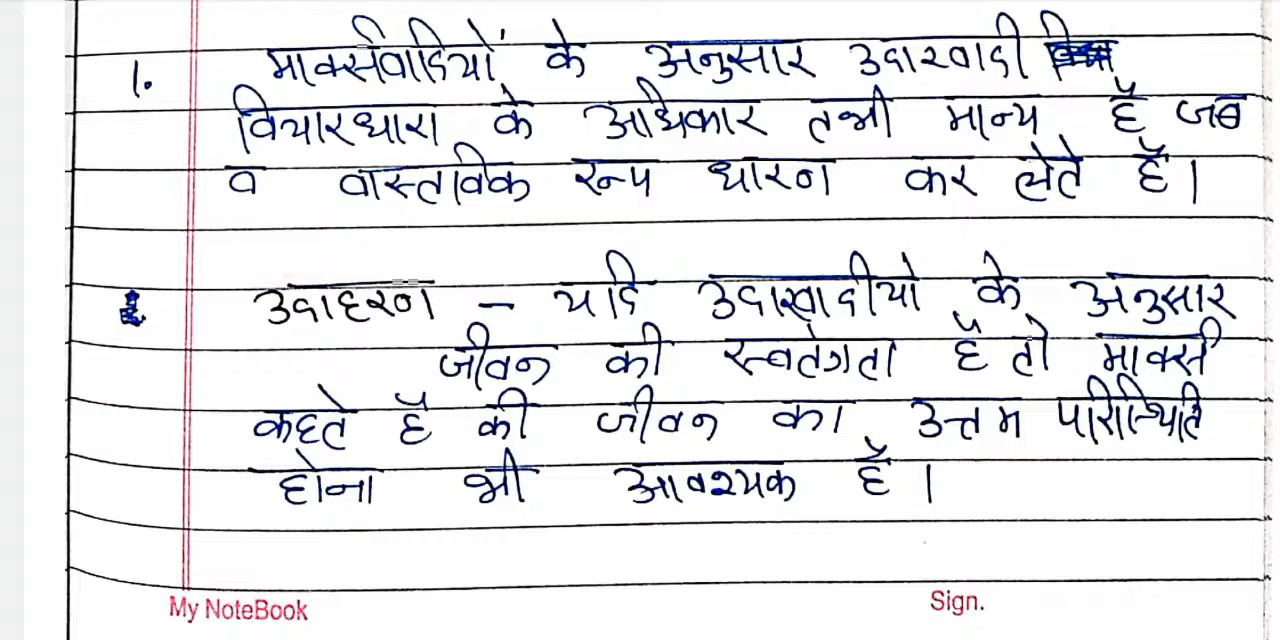 1. मार्क्सवादियों के अनुसार उदारवादी
विचारधारा के अधिकार तभी मान्य है जब
व वास्तविक रूप धारण कर लेते है।
उदाहरण - यदि उदारवादीयो के अनुसार
जीवन की स्वतंत्रता है तो मार्क्स
कहते है की जीवन का उत्तम परिस्थिति
होना भी आवश्यक है।
My NoteBook Sign.